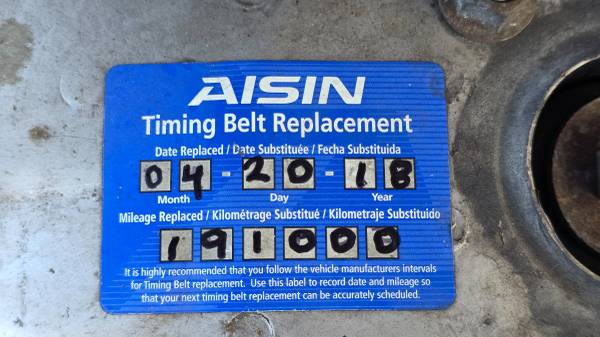 AISIN
Timing Belt Replacement
Date Replaced / Date Substituée / Fecha Substituida
04 - 20 - 18
Month Day Year
Mileage Replaced / Kilométrage Substitué / Kilometraje Substituido
191000
It is highly recommended that you follow the vehicle manufacturers intervals
for Timing Belt replacement. Use this label to record date and mileage so
that your next timing belt replacement can be accurately scheduled.